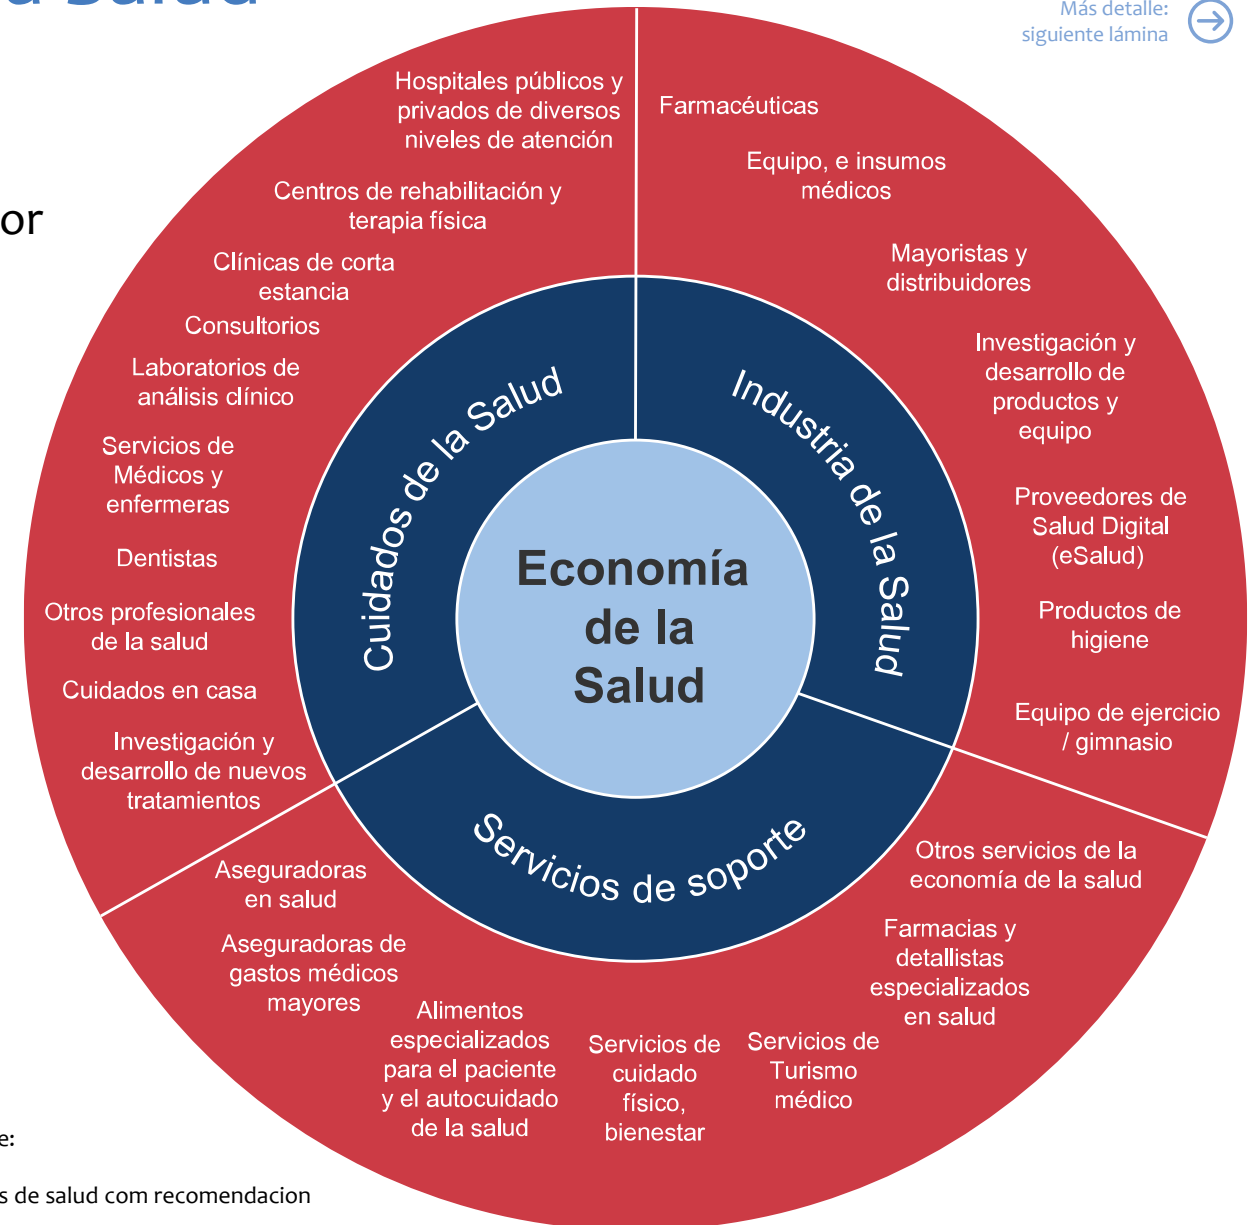 a Salud
Más detalle:
siguiente lámina
or
Hospitales públicos y
privados de diversos
niveles de atención
Centros de rehabilitación y
terapia física
Clínicas de corta
estancia
Consultorios
Laboratorios de
análisis clínico
Servicios de
Médicos y
enfermeras
Dentistas
Otros profesionales
de la salud
Cuidados en casa
Investigación y
desarrollo de nuevos
tratamientos
Farmacéuticas
Equipo, e insumos
médicos
Mayoristas y
distribuidores
Investigación y
desarrollo de
productos y
equipo
Proveedores de
Salud Digital
(eSalud)
Productos de
higiene
Equipo de ejercicio
/ gimnasio
Cuidados de la Salud
Industria de la Salud
Economía
de la
Salud
Servicios de soporte
Aseguradoras
en salud
Aseguradoras de
gastos médicos
mayores
Alimentos
especializados
para el paciente
y el autocuidado
de la salud
Servicios de
cuidado
físico,
bienestar
Servicios de
Turismo
médico
Farmacias y
detallistas
especializados
en salud
Otros servicios de la
economía de la salud
e:
s de salud com recomendacion